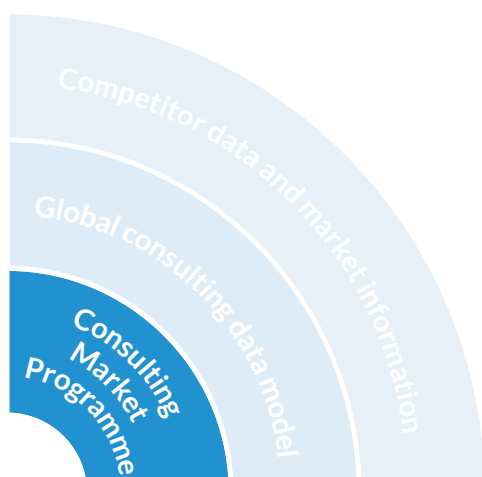 Competitor data and market information
Global consulting data model
Consulting
Market
Programme